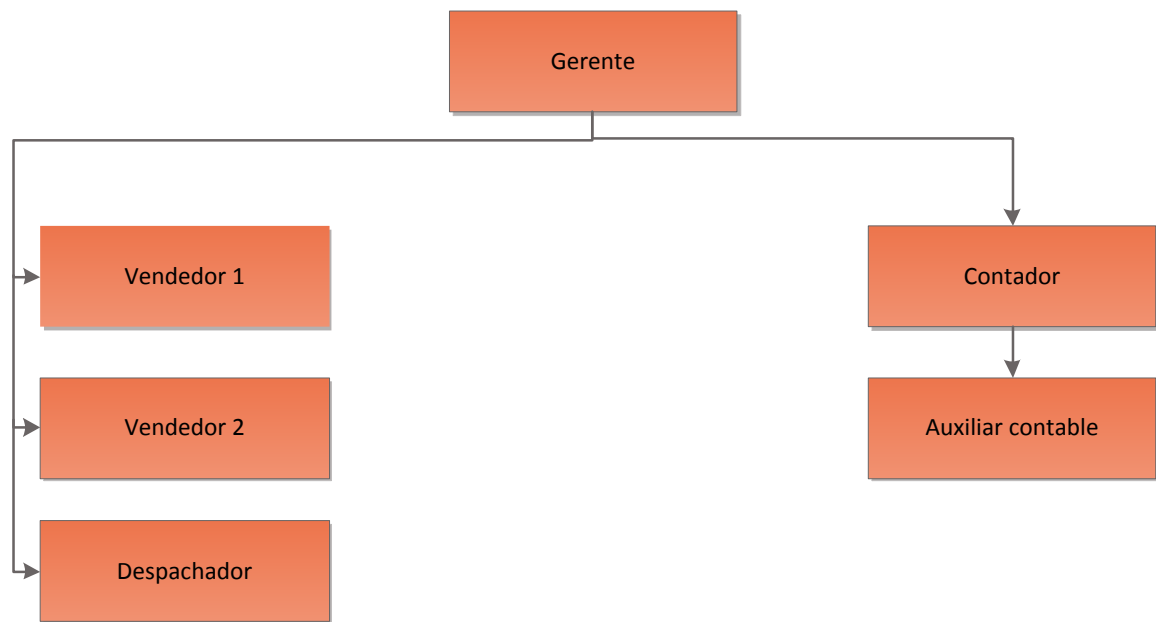 Gerente
Vendedor 1
Contador
Vendedor 2
Auxiliar contable
Despachador